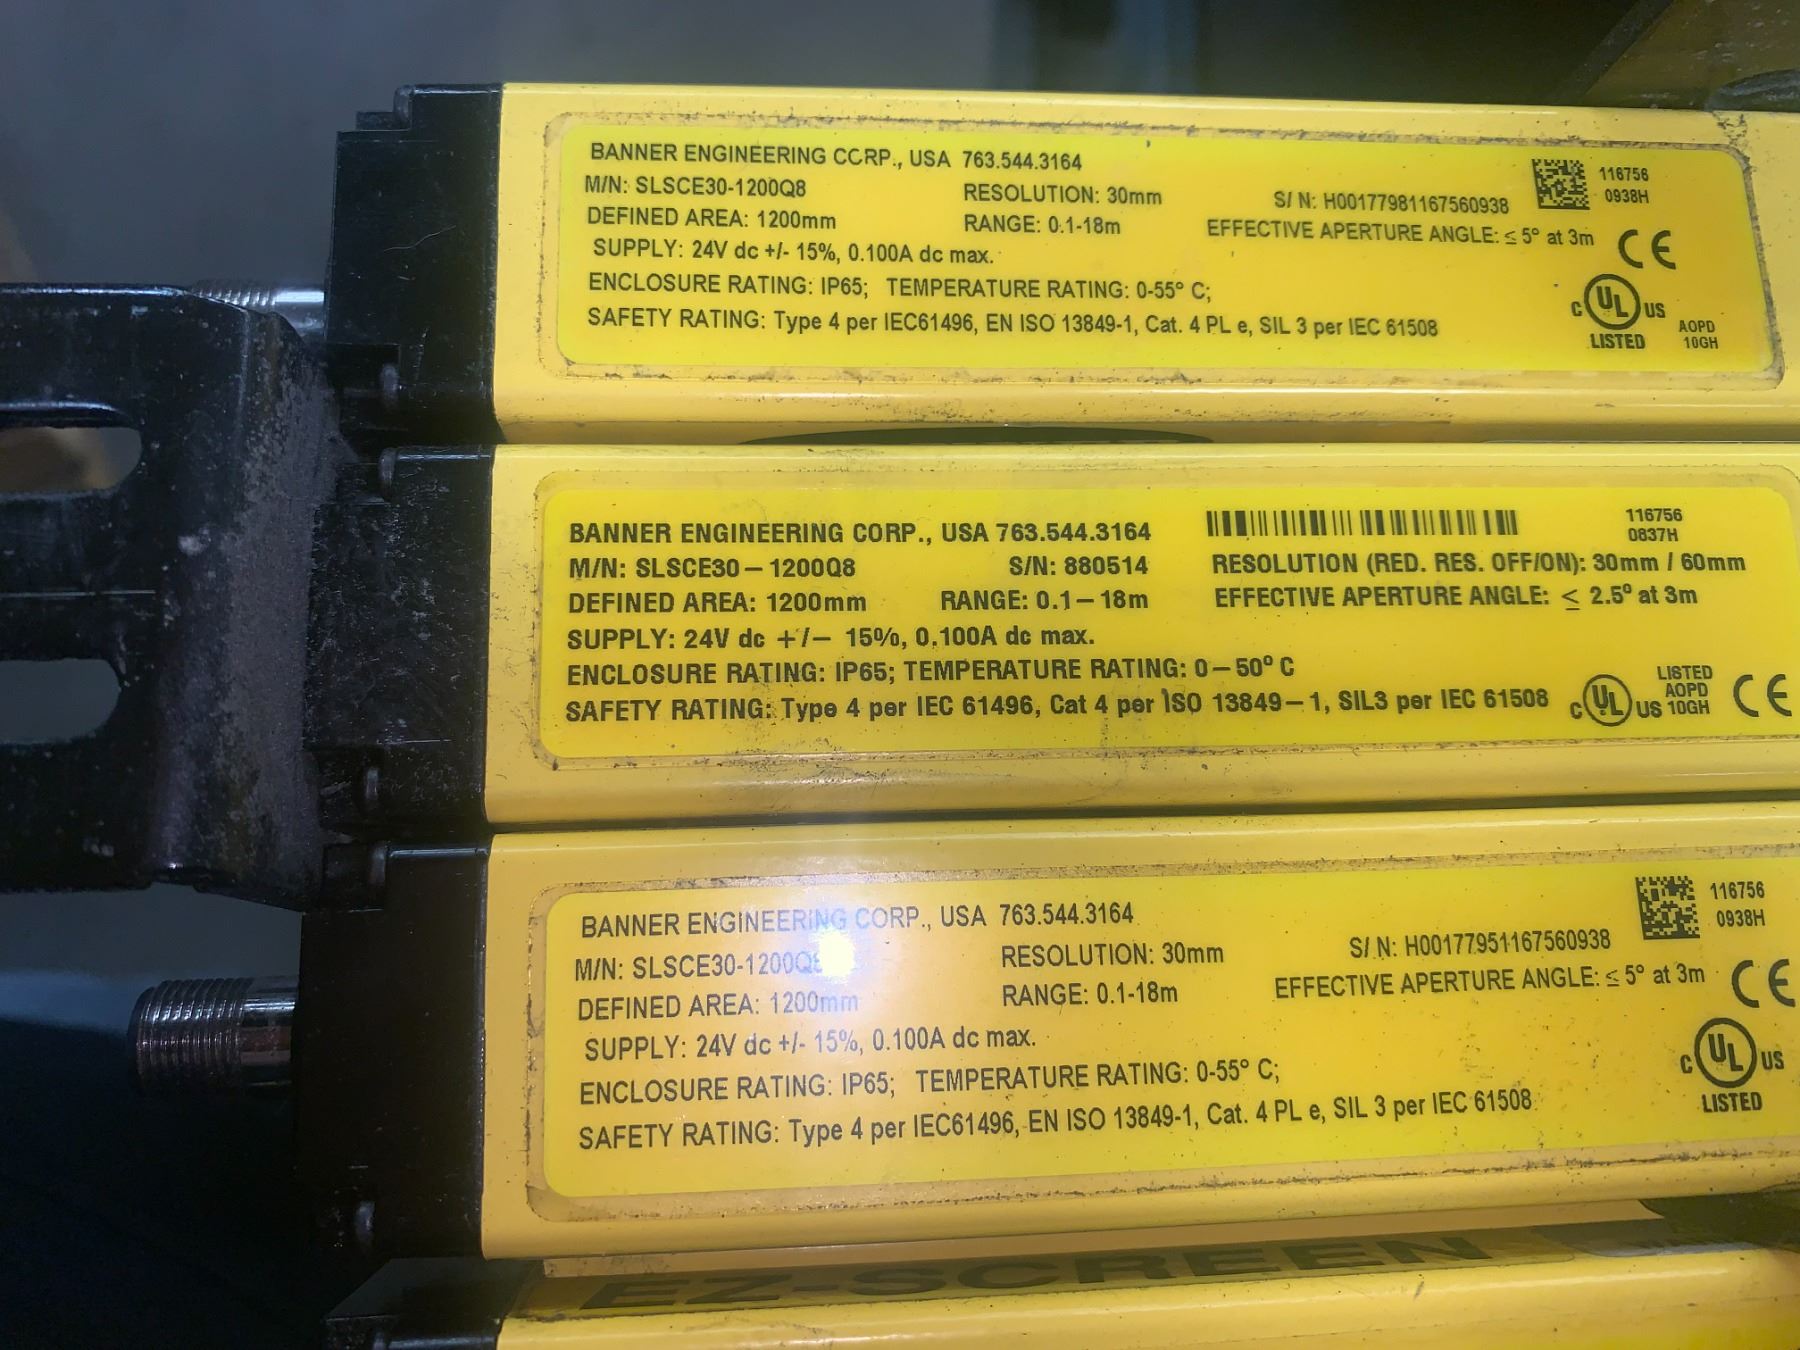 BANNER ENGINEERING CORP., USA 763.544.3164
116756
M/N: SLSCE30-1200Q8
RESOLUTION: 30mm
S/ N: H00177981167560938
0938H
DEFINED AREA: 1200mm
RANGE: 0.1-18m
EFFECTIVE APERTURE ANGLE: ≤ 5° at 3m
CE
SUPPLY: 24V dc +/- 15%, 0.100A dc max.
ENCLOSURE RATING: IP65; TEMPERATURE RATING: 0-55° C;
SAFETY RATING: Type 4 per IEC61496, EN ISO 13849-1, Cat. 4 PL e, SIL 3 per IEC 61508
C UL US
LISTED
AOPD
10GH
BANNER ENGINEERING CORP., USA 763.544.3164
116756
0837H
M/N: SLSCE30 – 1200Q8
S/N: 880514
RESOLUTION (RED. RES. OFF/ON): 30mm / 60mm
DEFINED AREA: 1200mm
RANGE: 0.1 – 18m
EFFECTIVE APERTURE ANGLE: ≤ 2.5° at 3m
SUPPLY: 24V dc +/– 15%, 0.100A dc max.
ENCLOSURE RATING: IP65; TEMPERATURE RATING: 0 – 50° C
SAFETY RATING: Type 4 per IEC 61496, Cat 4 per ISO 13849 – 1, SIL3 per IEC 61508
C UL US
LISTED
AOPD
10GH
CE
BANNER ENGINEERING CORP., USA 763.544.3164
116756
M/N: SLSCE30-1200Q8
RESOLUTION: 30mm
S/ N: H00177951167560938
0938H
DEFINED AREA: 1200mm
RANGE: 0.1-18m
EFFECTIVE APERTURE ANGLE: ≤ 5° at 3m
CE
SUPPLY: 24V dc +/- 15%, 0.100A dc max.
ENCLOSURE RATING: IP65; TEMPERATURE RATING: 0-55° C;
SAFETY RATING: Type 4 per IEC61496, EN ISO 13849-1, Cat. 4 PL e, SIL 3 per IEC 61508
C UL US
LISTED
EZ-SCREEN